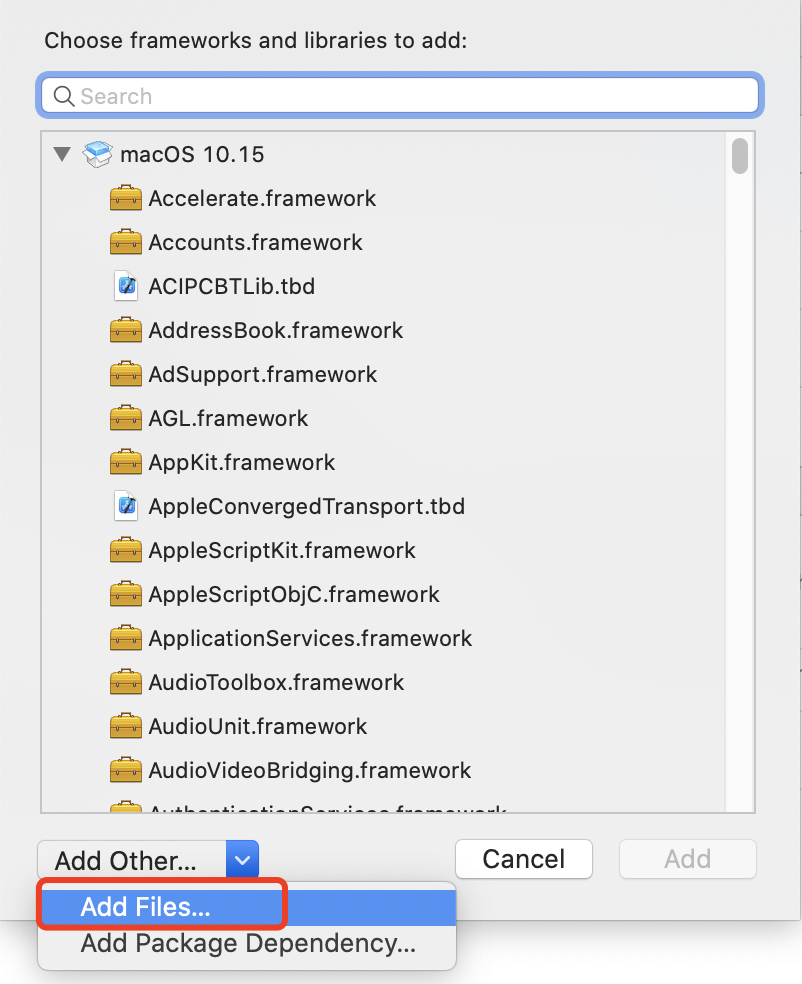 Choose frameworks and libraries to add:
Search
macOS 10.15
Accelerate.framework
Accounts.framework
ACIPCBTLib.tbd
AddressBook.framework
AdSupport.framework
AGL.framework
AppKit.framework
AppleConvergedTransport.tbd
AppleScriptKit.framework
AppleScriptObjC.framework
ApplicationServices.framework
AudioToolbox.framework
AudioUnit.framework
AudioVideoBridging.framework
AuthenticationServices.framework
Add Other... Cancel Add
Add Files...
Add Package Dependency...